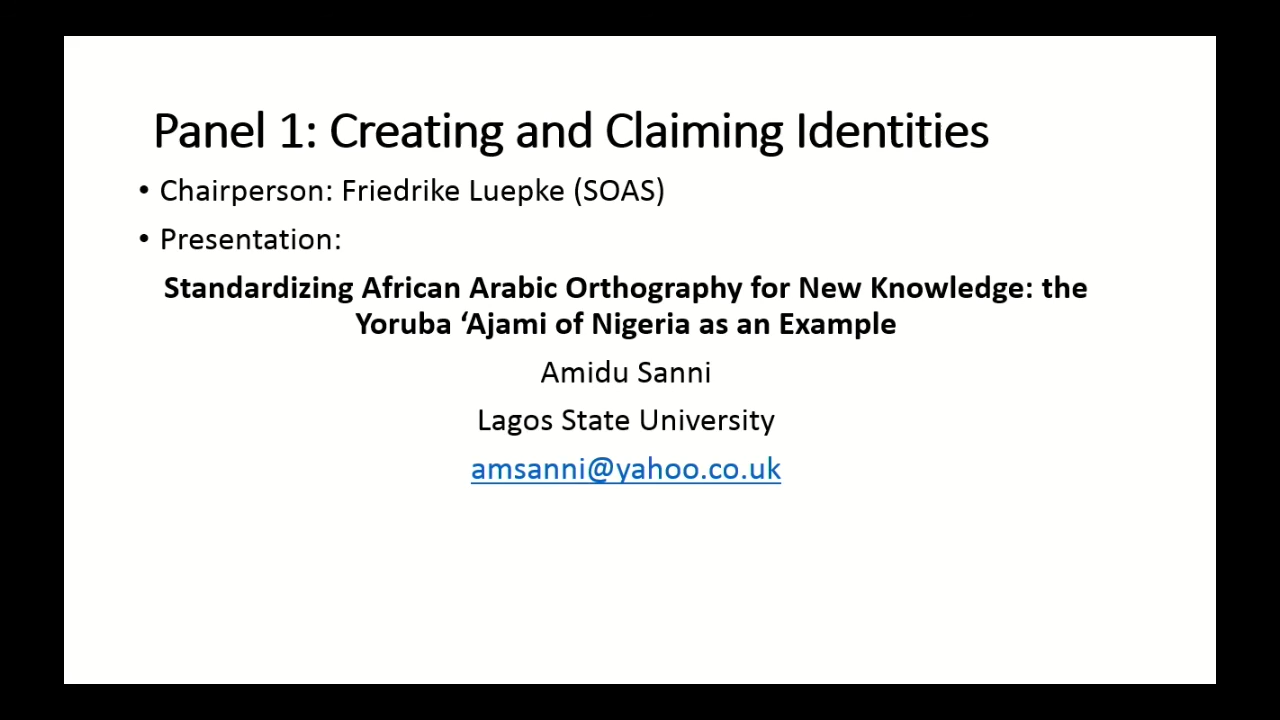 Panel 1: Creating and Claiming Identities
• Chairperson: Friedrike Luepke (SOAS)
• Presentation:
Standardizing African Arabic Orthography for New Knowledge: the
Yoruba ‘Ajami of Nigeria as an Example
Amidu Sanni
Lagos State University
amsanni@yahoo.co.uk